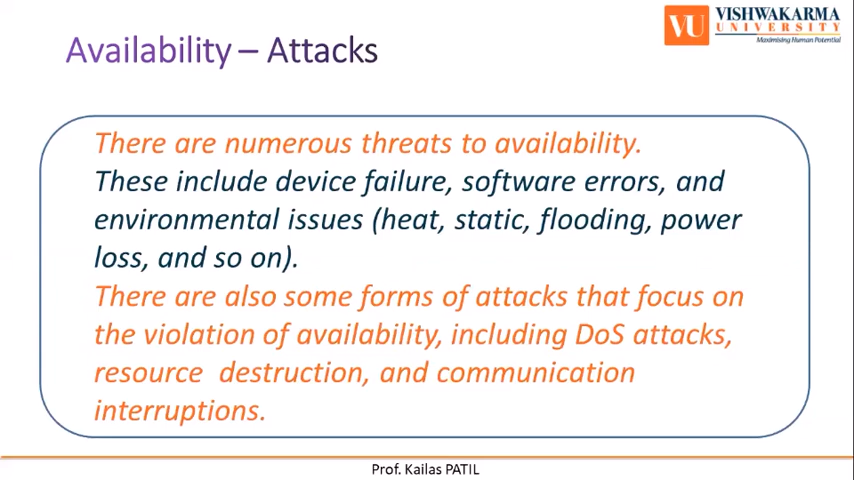 Availability – Attacks
VU
VISHWAKARMA
UNIVERSITY
Maximising Human Potential
There are numerous threats to availability.
These include device failure, software errors, and
environmental issues (heat, static, flooding, power
loss, and so on).
There are also some forms of attacks that focus on
the violation of availability, including DoS attacks,
resource  destruction, and communication
interruptions.
Prof. Kailas PATIL